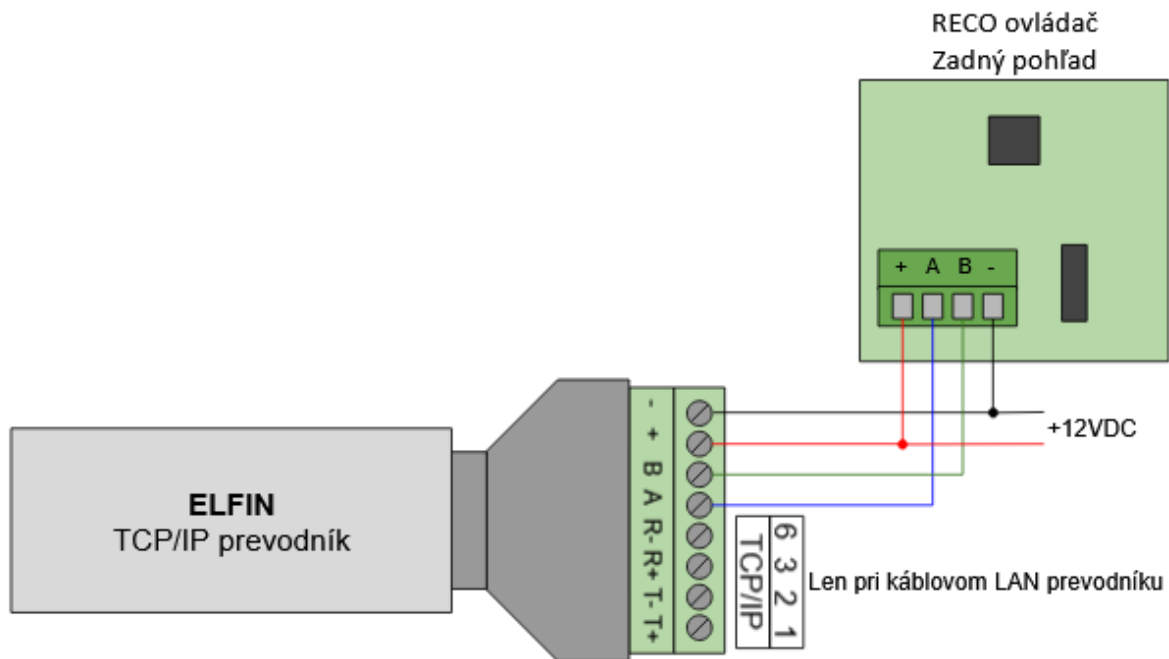 RECO ovládáč
Zadný pohľad
+ A B -
+12VDC
ELFIN
TCP/IP prevodník
-
+
B
A
R-
R+
T-
T+
TCP/IP
6 3 2 1
Len pri káblovom LAN prevodníku